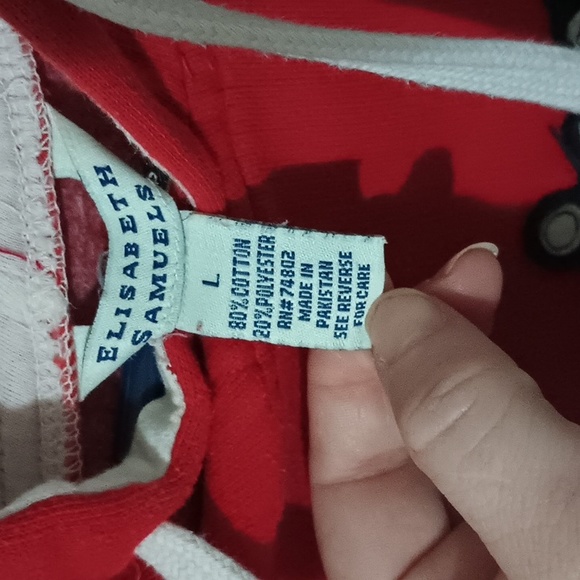 ELISABETH
SAMUELS
L
80% COTTON
20% POLYESTER
RN# 74802
MADE IN
PAKISTAN
SEE REVERSE
FOR CARE